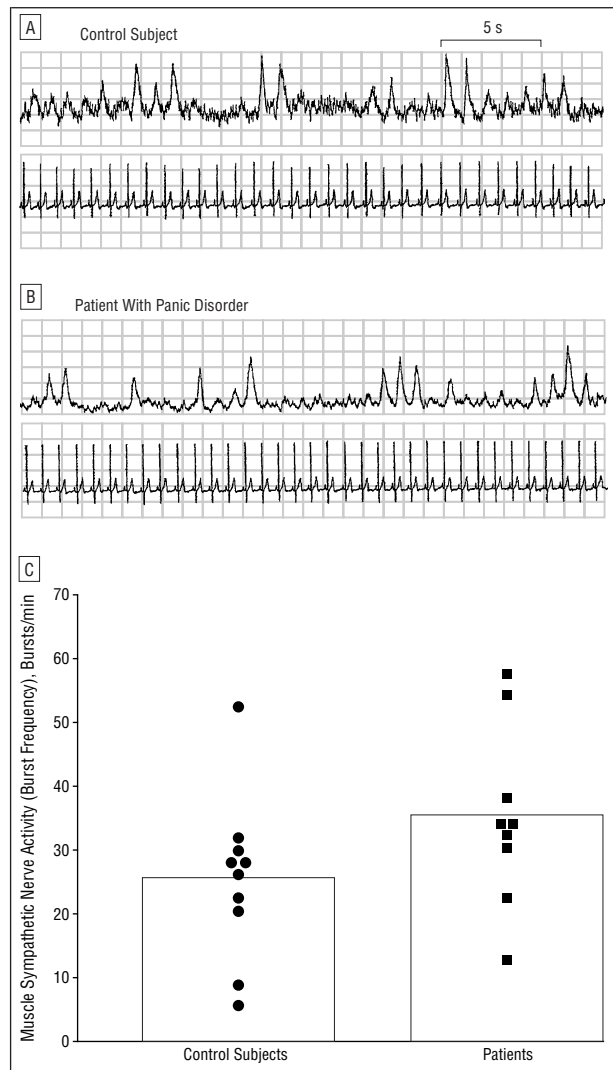 A
Control Subject
5 s
B
Patient With Panic Disorder
C
Muscle Sympathetic Nerve Activity (Burst Frequency), Bursts/min
70
60
50
40
30
20
10
0
Control Subjects
Patients